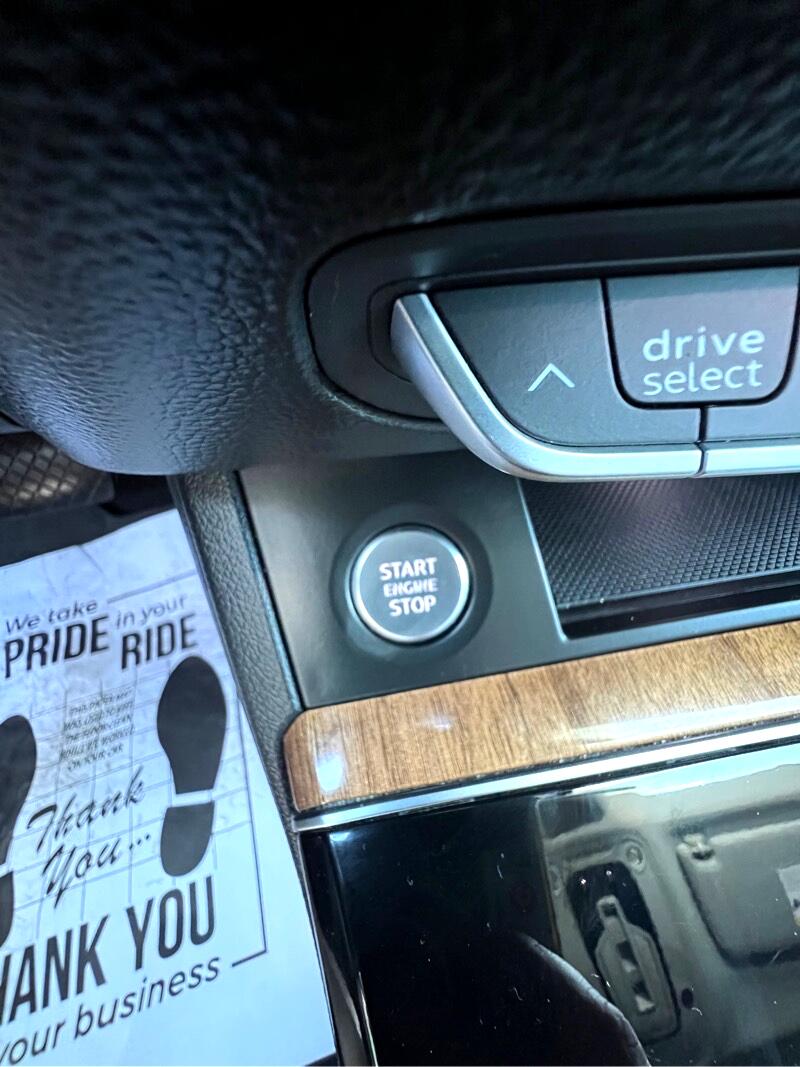 drive
select
START
ENGINE
STOP
We take in your
PRIDE RIDE
Thank
You...
HANK YOU
your business